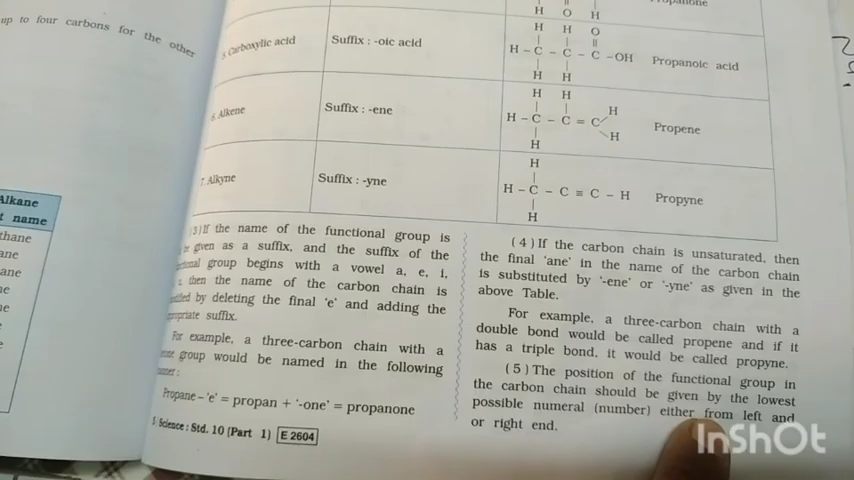 up to four carbons for the other
Alkane
name
thane
ane
ane
H O H
5. Carboxylic acid
Suffix : -oic acid
H H O
H – C – C – C –OH Propanoic acid
H H
6. Alkene
Suffix : -ene
H H
H
H – C – C = C
H
Propene
H
7. Alkyne
Suffix : -yne
H
H – C – C ≡ C – H Propyne
H
(3) If the name of the functional group is
given as a suffix, and the suffix of the
group begins with a vowel a, e, i,
then the name of the carbon chain is
by deleting the final 'e' and adding the
suffix.
For example, a three-carbon chain with a
group would be named in the following
Propane – 'e' = propan + '-one' = propanone
Science : Std. 10 (Part 1) E 2604
(4) If the carbon chain is unsaturated, then
the final 'ane' in the name of the carbon chain
is substituted by '-ene' or '-yne' as given in the
above Table.
For example, a three-carbon chain with a
double bond would be called propene and if it
has a triple bond, it would be called propyne.
(5) The position of the functional group in
the carbon chain should be given by the lowest
possible numeral (number) either from left and
or right end.
InShOt